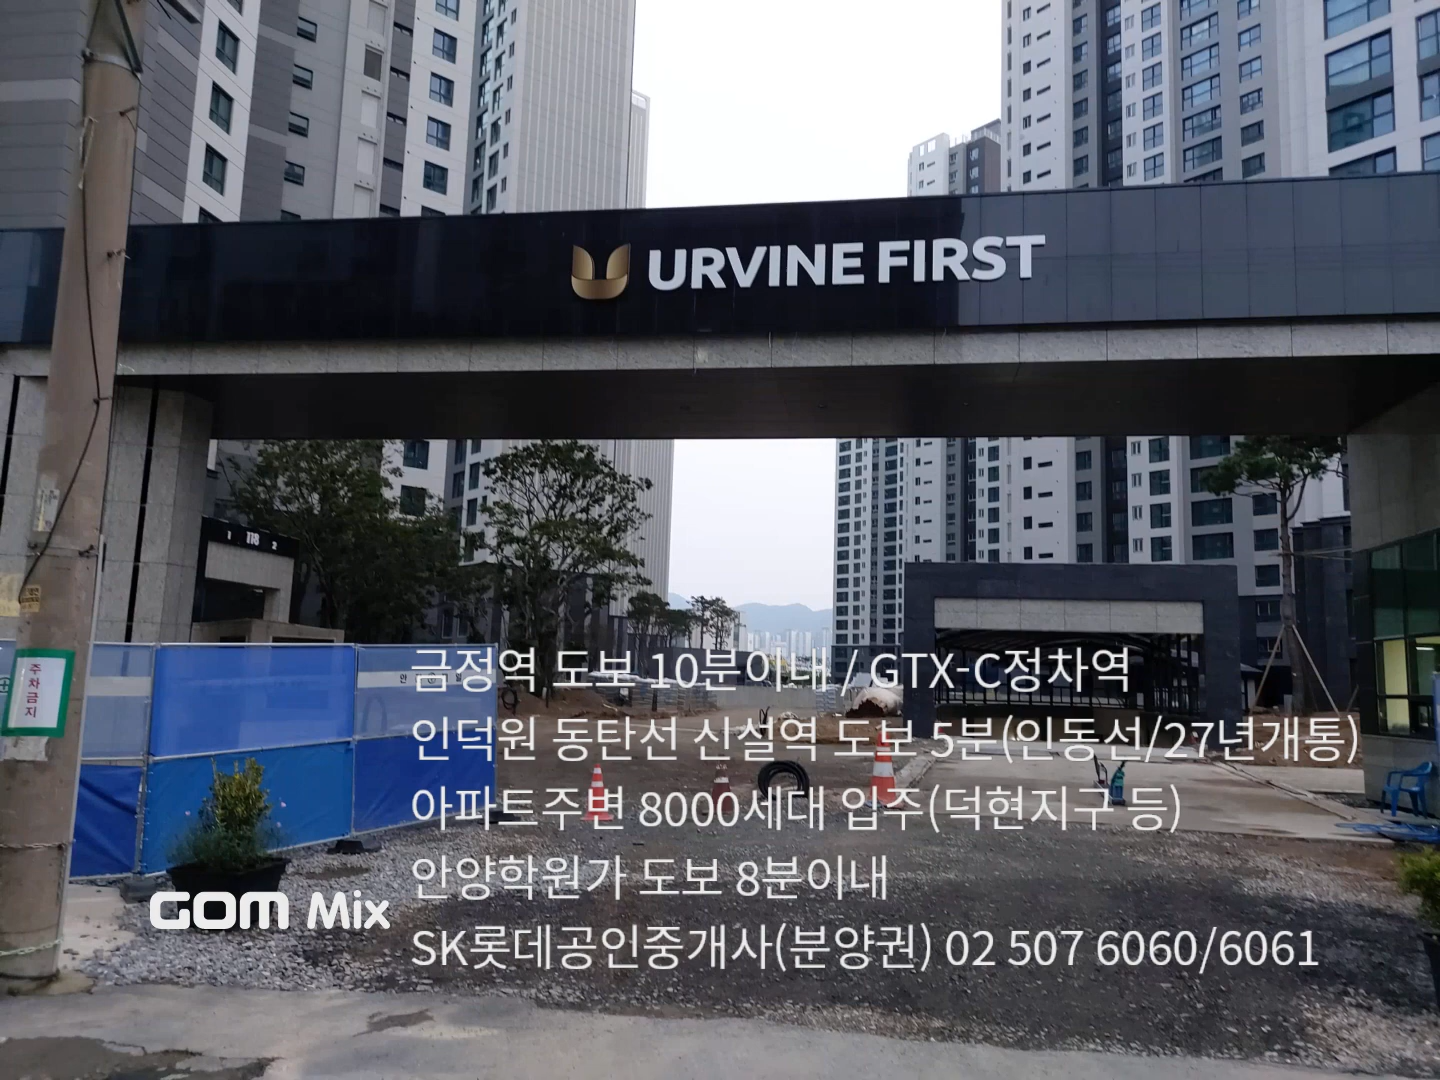 URVINE FIRST
1 118 2
주차금지
금정역 도보 10분이내 / GTX-C정차역
인덕원 동탄선 신설역 도보 5분(인동선/27년개통)
아파트주변 8000세대 입주(덕현지구 등)
안양학원가 도보 8분이내
GOM Mix
SK롯데공인중개사(분양권) 02 507 6060/6061